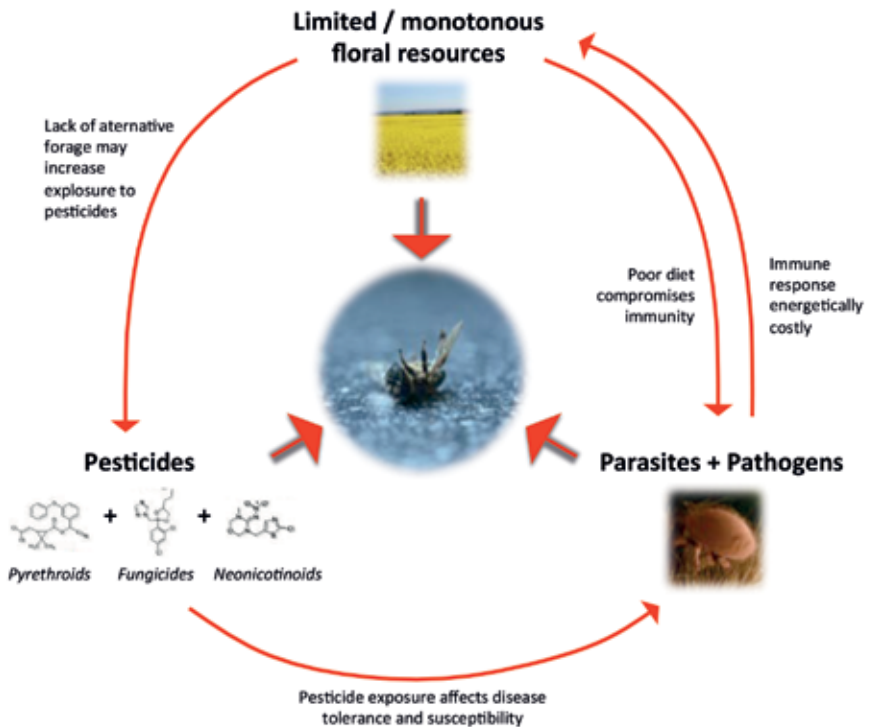 Limited / monotonous
floral resources
Lack of aternative
forage may
increase
explosure to
pesticides
Poor diet
compromises
immunity
Immune
response
energetically
costly
Pesticides
Parasites + Pathogens
+ +
Pyrethroids Fungicides Neonicotinoids
Pesticide exposure affects disease
tolerance and susceptibility